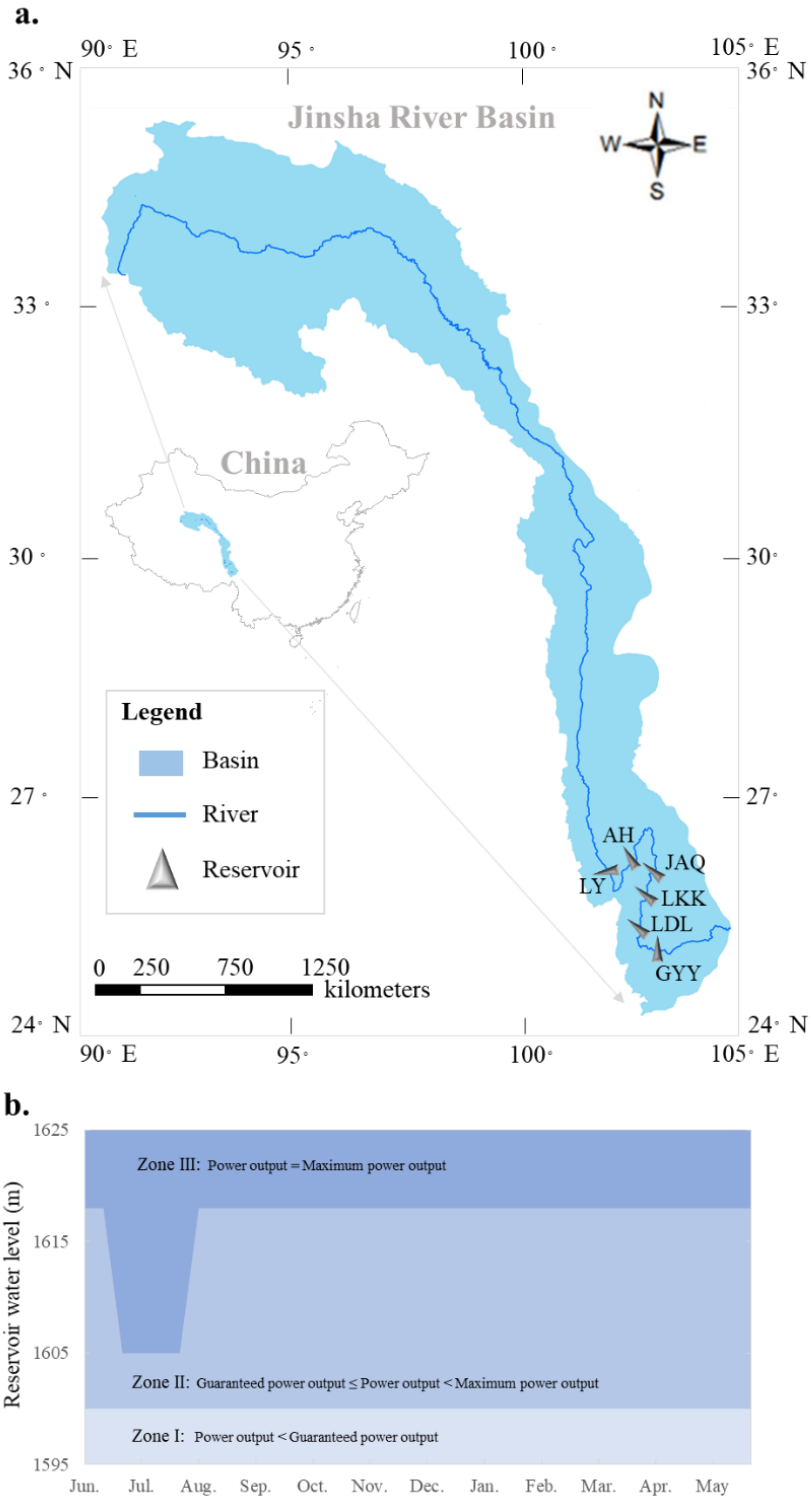 a.
90° E 95° 100° 105° E
36° N 36° N
Jinsha River Basin
N
W E
S
33° 33°
China
30° 30°
Legend
Basin
River
Reservoir
27° 27°
AH
JAQ
LY
LKK
LDL
GYY
0 250 750 1250
kilometers
24° N 24° N
90° E 95° 100° 105° E
b.
1625
Zone III: Power output = Maximum power output
1615
Reservoir water level (m)
1605
Zone II: Guaranteed power output ≤ Power output < Maximum power output
Zone I: Power output < Guaranteed power output
1595
Jun. Jul. Aug. Sep. Oct. Nov. Dec. Jan. Feb. Mar. Apr. May